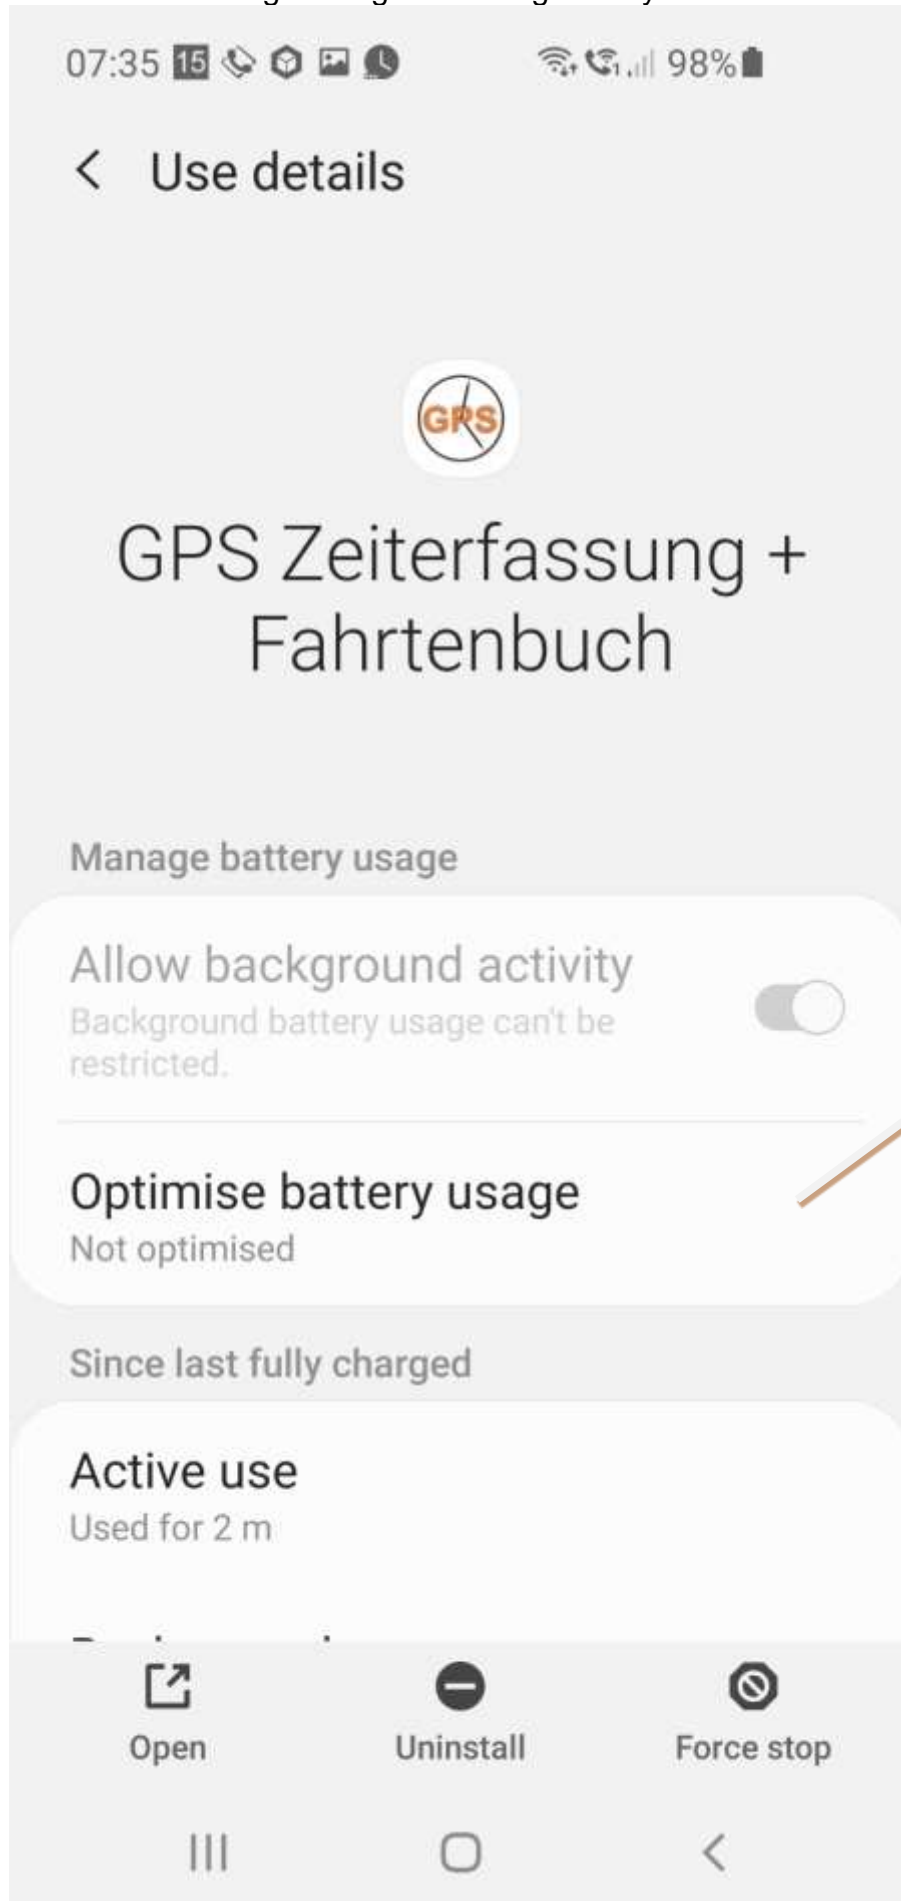 07:35 15 98%
Use details
GPS
GPS Zeiterfassung +
Fahrtenbuch
Manage battery usage
Allow background activity
Background battery usage can't be
restricted.
Optimise battery usage
Not optimised
Since last fully charged
Active use
Used for 2 m
Open Uninstall Force stop